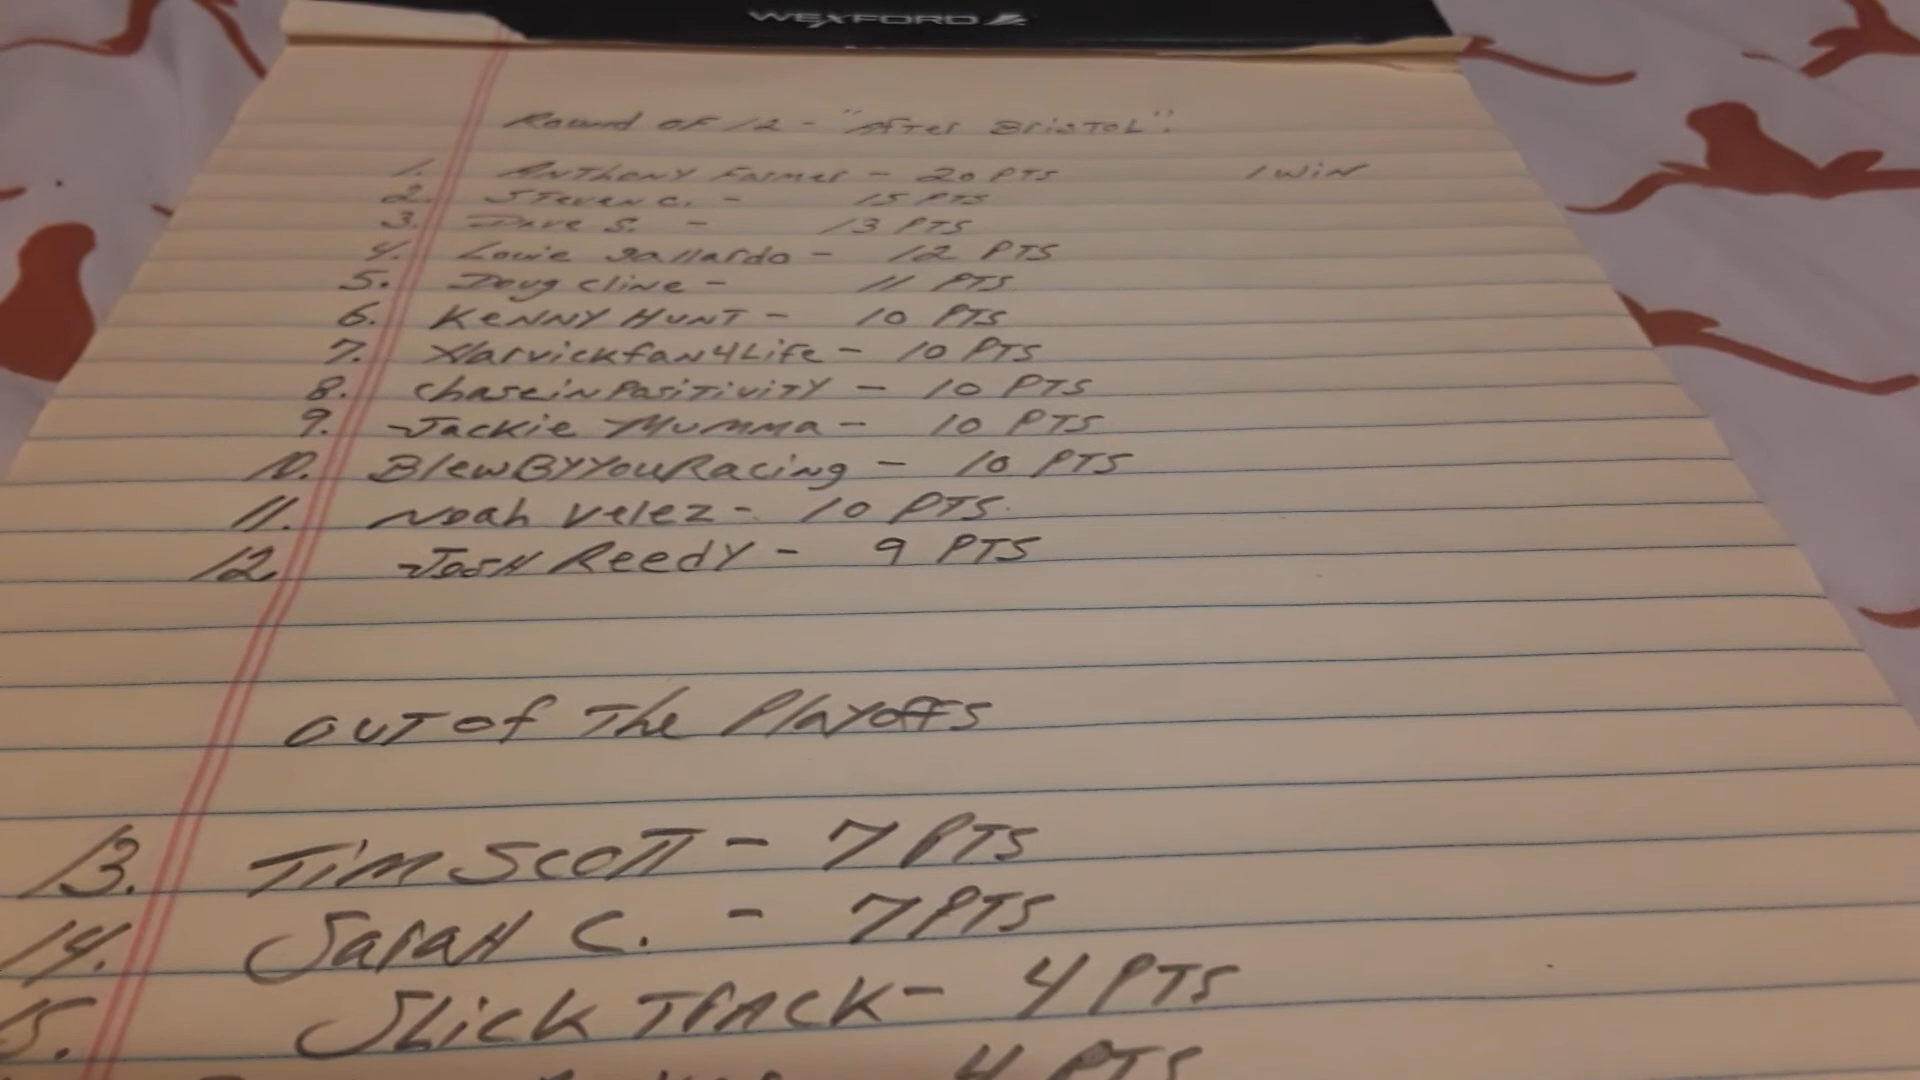 WEXFORD
Round of 12 - "After Bristol".
1. Anthony Farmer - 20 PTS 1 WIN
2. Steven C. - 15 PTS
3. Dave S. - 13 PTS
4. Louie gallardo - 12 PTS
5. Doug Cline - 11 PTS
6. KENNY HUNT - 10 PTS
7. Harvickfan4Life - 10 PTS
8. ChaseinPositivity - 10 PTS
9. Jackie Mumma - 10 PTS
10. BlewByYouRacing - 10 PTS
11. Noah Velez - 10 PTS.
12. Josh Reedy - 9 PTS
Out of The Playoffs
13. Tim Scott - 7 PTS
14. Sarah C. - 7 PTS
15. Slick Track - 4 PTS
4 PTS